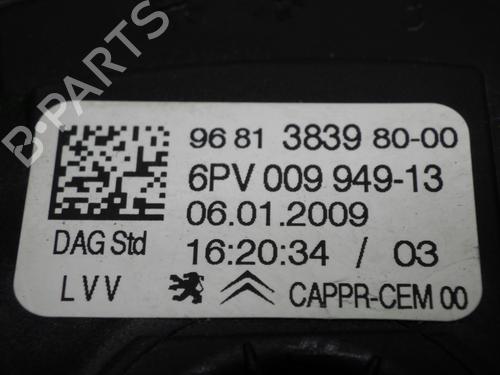 B-PARTS
96 81 3839 80-00
6PV 009 949-13
06.01.2009
DAG Std
16:20:34 / 03
LVV
CAPPR-CEM 00